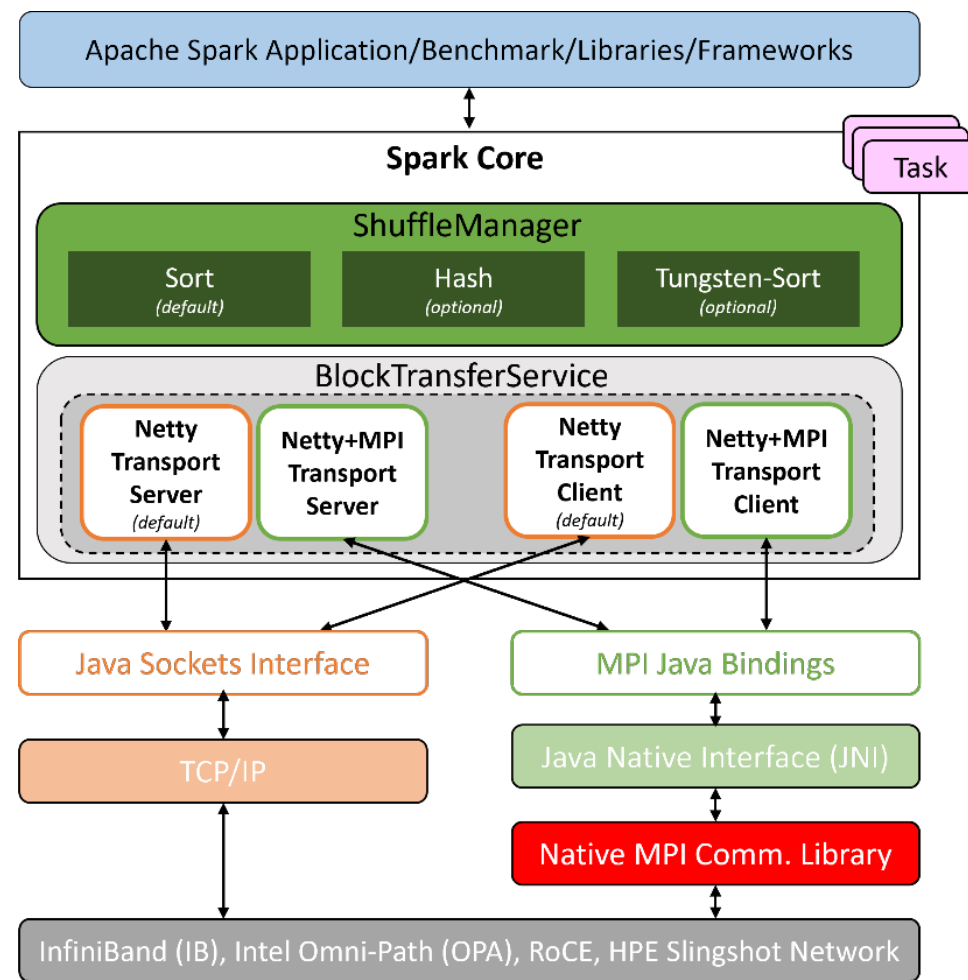 Apache Spark Application/Benchmark/Libraries/Frameworks
Spark Core
Task
ShuffleManager
Sort
(default)
Hash
(optional)
Tungsten-Sort
(optional)
BlockTransferService
Netty
Transport
Server
(default)
Netty+MPI
Transport
Server
Netty
Transport
Client
(default)
Netty+MPI
Transport
Client
Java Sockets Interface
MPI Java Bindings
TCP/IP
Java Native Interface (JNI)
Native MPI Comm. Library
InfiniBand (IB), Intel Omni-Path (OPA), RoCE, HPE Slingshot Network